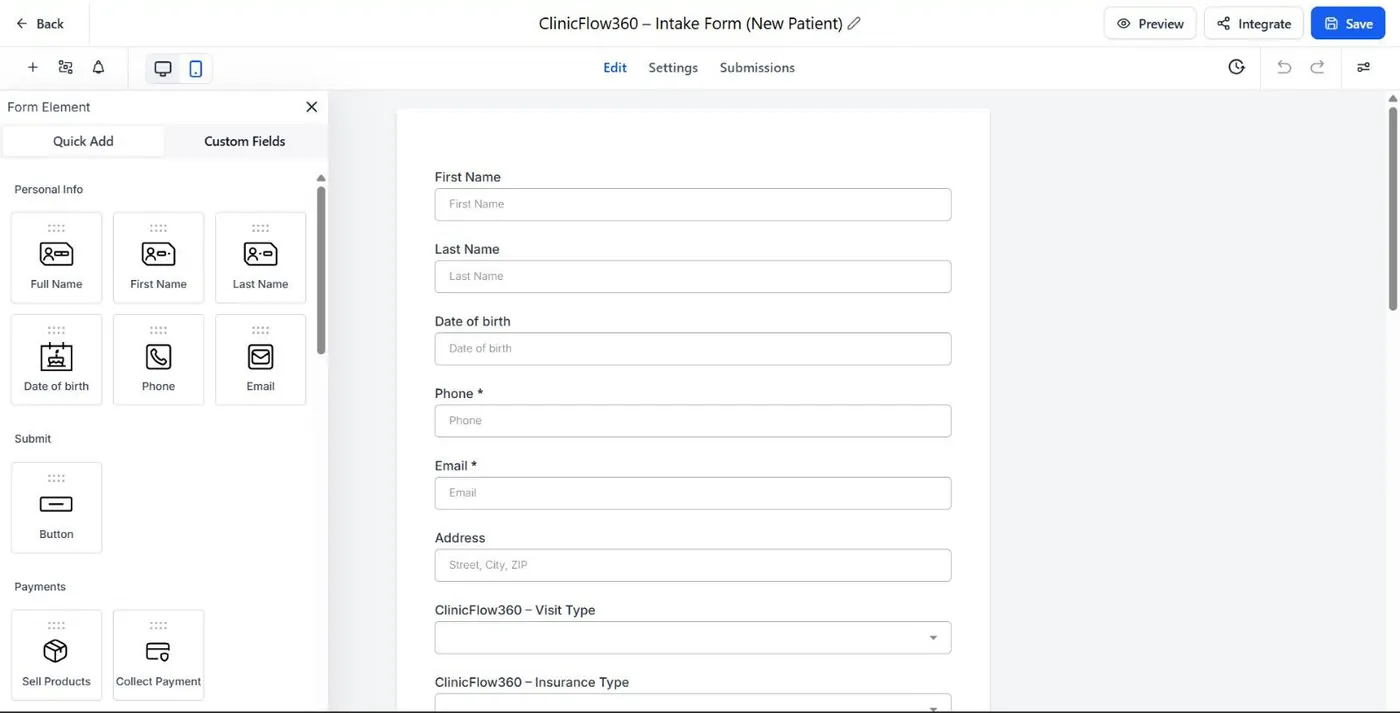 Back
ClinicFlow360 – Intake Form (New Patient)
Preview
Integrate
Save
Edit
Settings
Submissions
Form Element
Quick Add
Custom Fields
Personal Info
Full Name
First Name
Last Name
Date of birth
Phone
Email
Submit
Button
Payments
Sell Products
Collect Payment
First Name
First Name
Last Name
Last Name
Date of birth
Date of birth
Phone *
Phone
Email *
Email
Address
Street, City, ZIP
ClinicFlow360 – Visit Type
ClinicFlow360 – Insurance Type